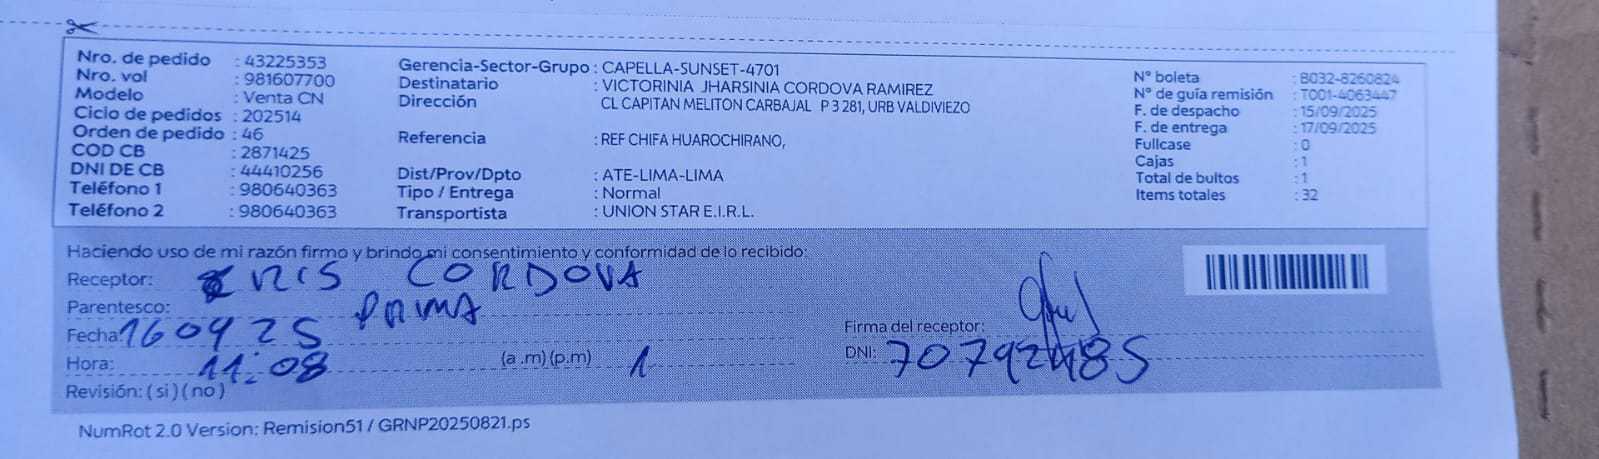 Nro. de pedido : 43225353
Nro. vol : 981607700
Modelo : Venta CN
Ciclo de pedidos : 202514
Orden de pedido : 46
COD CB : 2871425
DNI DE CB : 44410256
Teléfono 1 : 980640363
Teléfono 2 : 980640363
Gerencia-Sector-Grupo : CAPELLA-SUNSET-4701
Destinatario : VICTORINIA JHARSINIA CORDOVA RAMIREZ
Dirección CL CAPITAN MELITON CARBAJAL P 3 281, URB VALDIVIEZO
Referencia : REF CHIFA HUAROCHIRANO,
Dist/Prov/Dpto : ATE-LIMA-LIMA
Tipo / Entrega : Normal
Transportista : UNION STAR E.I.R.L.
N° boleta : B032-8260824
N° de guía remisión : T001-4063447
F. de despacho : 15/09/2025
F. de entrega : 17/09/2025
Fullcase : 0
Cajas : 1
Total de bultos : 1
Items totales : 32
Haciendo uso de mi razón firmo y brindo mi consentimiento y conformidad de lo recibido:
Receptor: KRIS CORDOVA
Parentesco: PRIMA
Fecha: 16 09 25
Hora: 11:08 (a .m) (p.m) 1
Revisión: ( si ) ( no )
Firma del receptor:
DNI: 70792485
NumRot 2.0 Version: Remision51 / GRNP20250821.ps